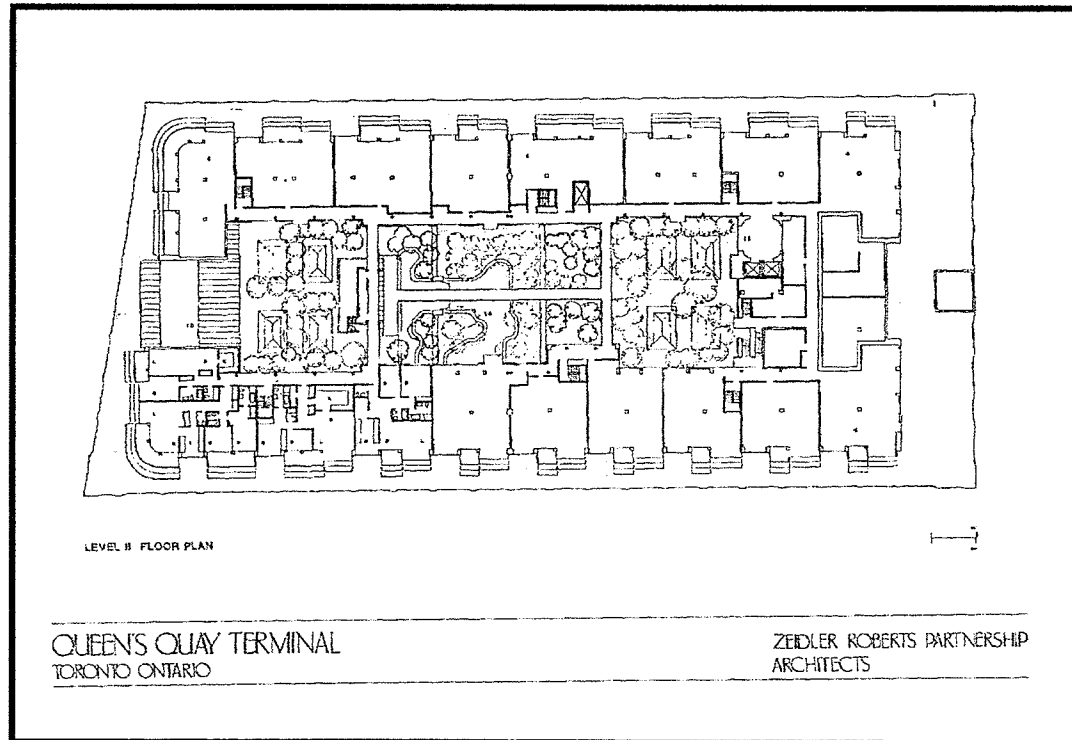 LEVEL 8 FLOOR PLAN
QUEEN'S QUAY TERMINAL
TORONTO ONTARIO
ZEIDLER ROBERTS PARTNERSHIP
ARCHITECTS